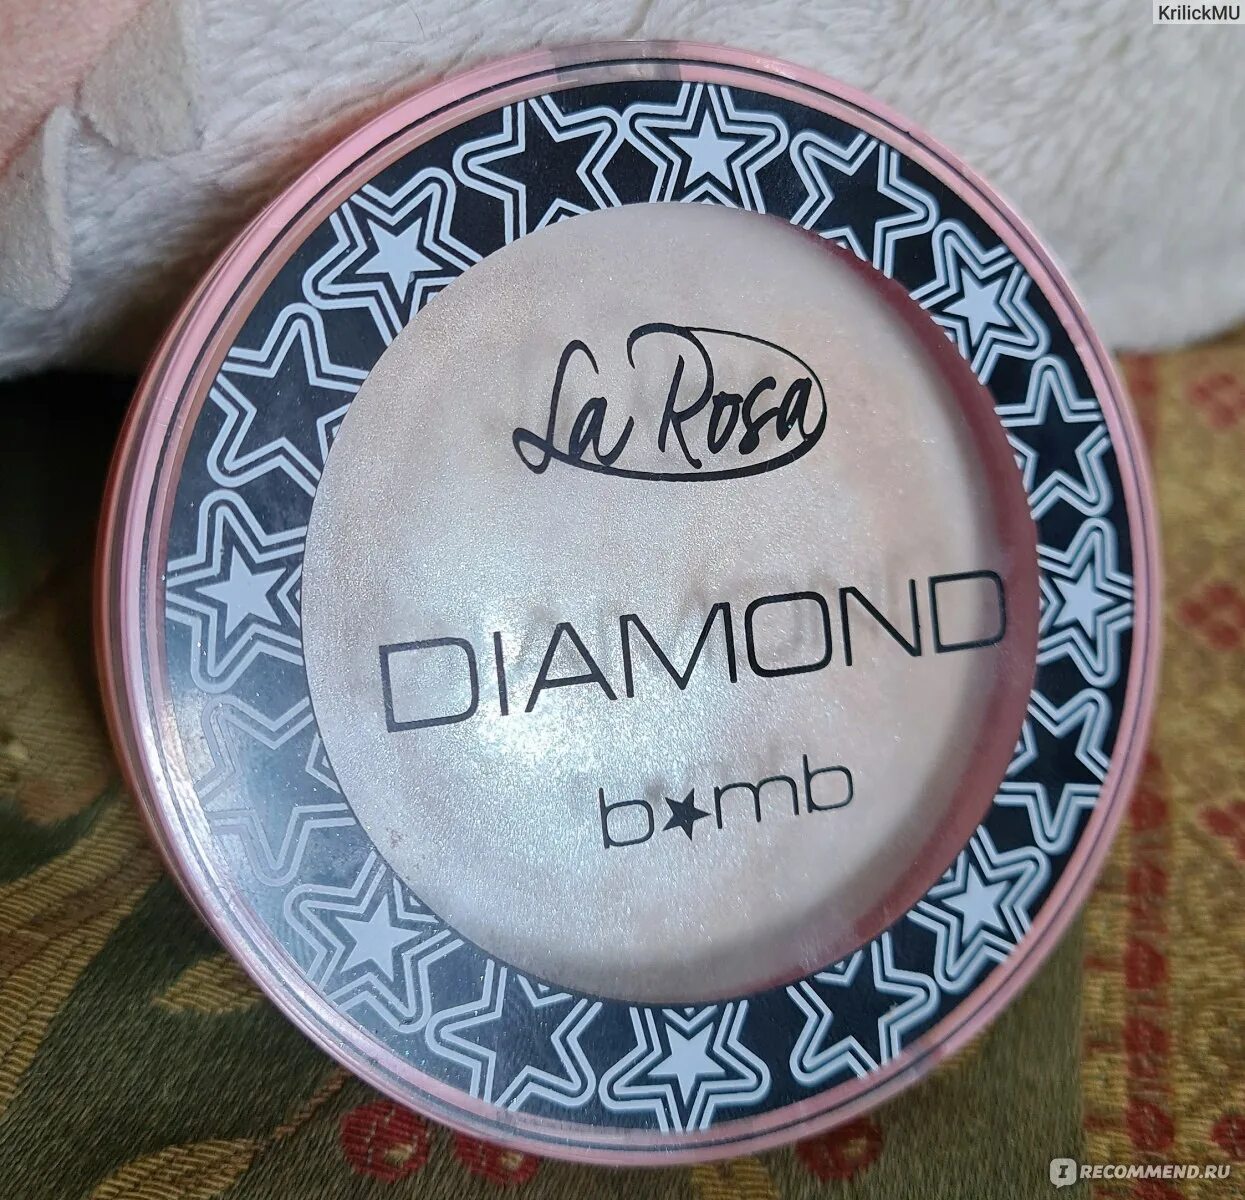 KrilickMU
La Rosa
DIAMOND
b★mb
I RECOMMEND.RU